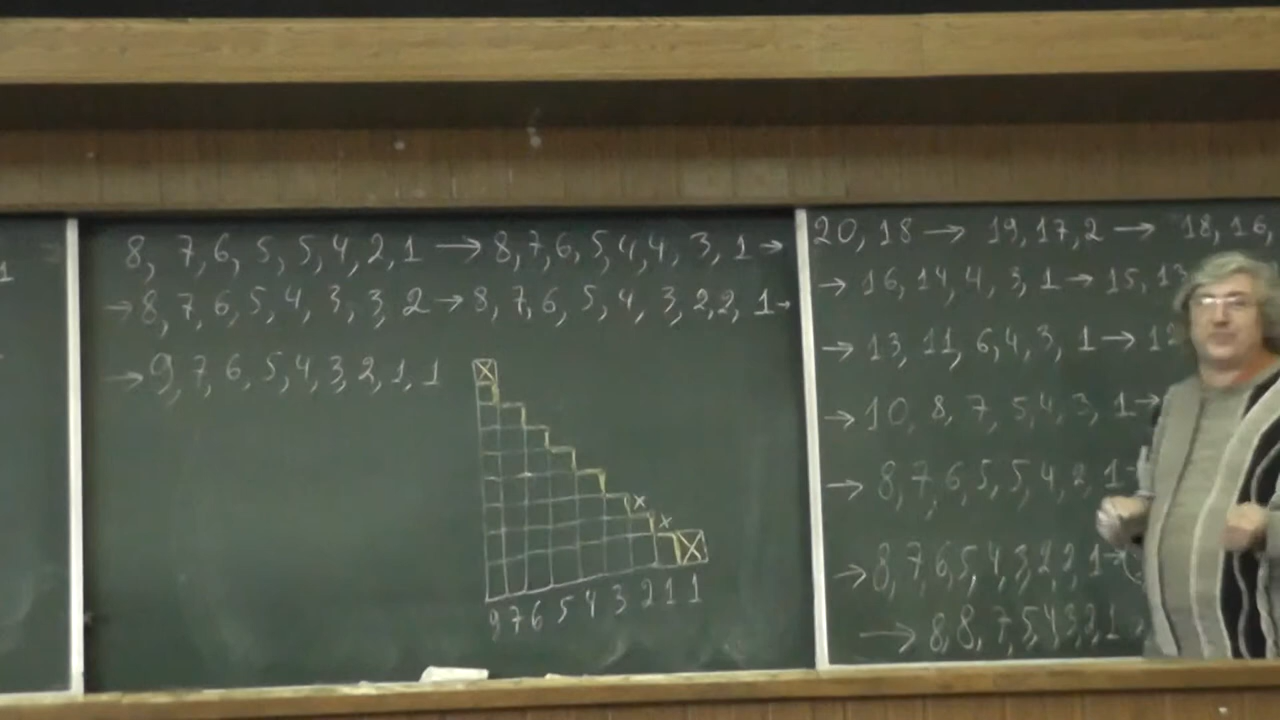 1
8, 7, 6, 5, 5, 4, 2, 1 → 8, 7, 6, 5, 4, 4, 3, 1 →
→ 8, 7, 6, 5, 4, 3, 3, 2 → 8, 7, 6, 5, 4, 3, 2, 2, 1 →
→ 9, 7, 6, 5, 4, 3, 2, 1, 1
x
x
9 7 6 5 4 3 2 1 1
20, 18 → 19, 17, 2 → 18, 16,
→ 16, 14, 4, 3, 1 → 15, 13
→ 13, 11, 6, 4, 3, 1 → 12
→ 10, 8, 7, 5, 4, 3, 1 →
→ 8, 7, 6, 5, 5, 4, 2, 1 →
→ 8, 7, 6, 5, 4, 3, 2, 2, 1 →
→ 8, 8, 7, 5, 4, 3, 2, 1